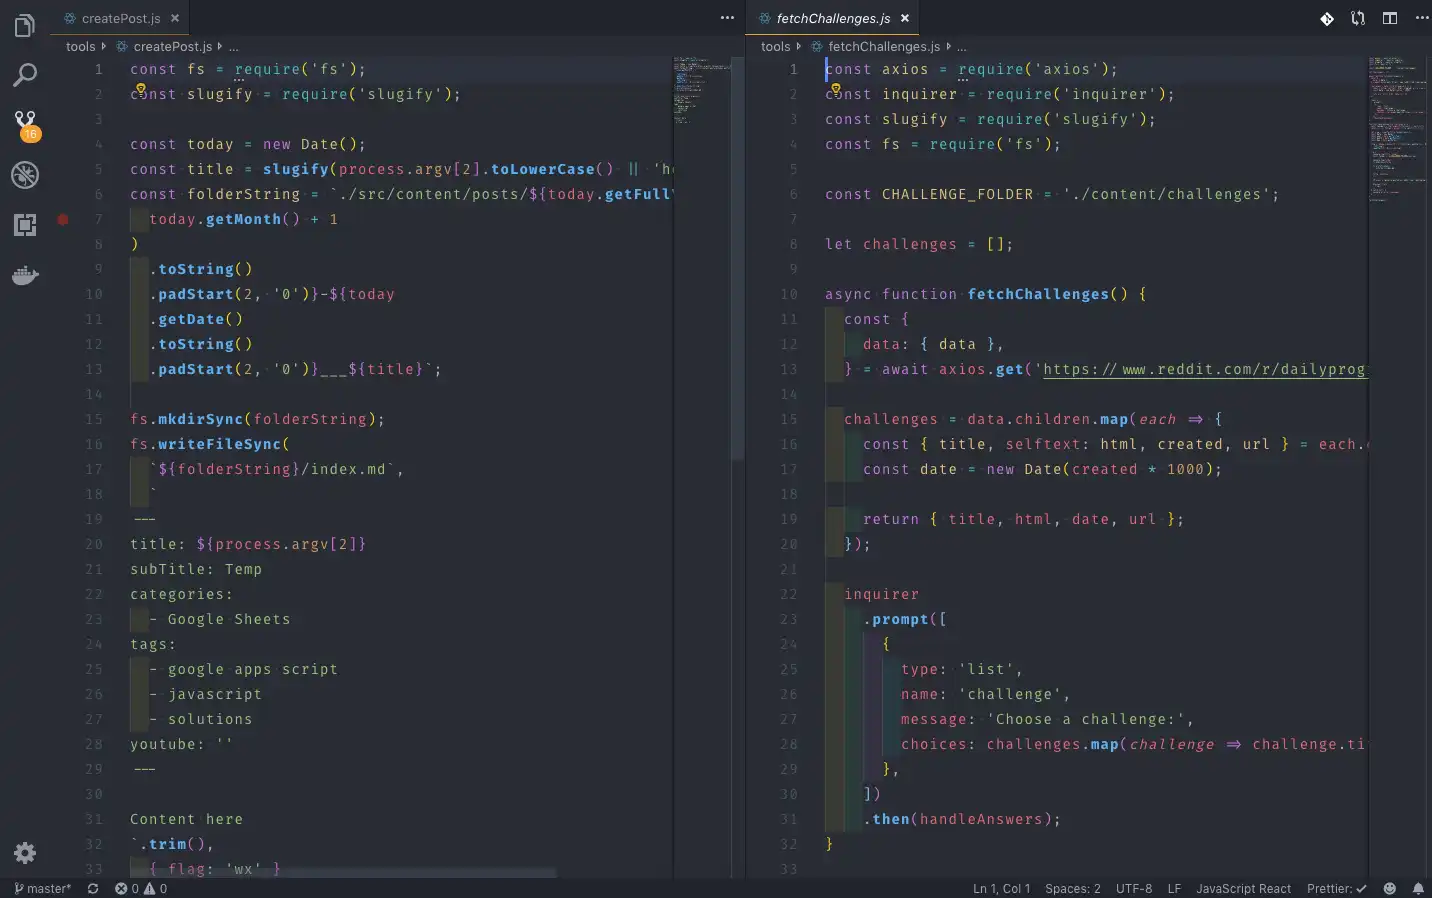 createPost.js
tools createPost.js ...
1 const fs = require('fs');
2 const slugify = require('slugify');
3
4 const today = new Date();
5 const title = slugify(process.argv[2].toLowerCase() ||
6 const folderString = `./src/content/posts/${today.getFull
7 today.getMonth() + 1
8 )
9 .toString()
10 .padStart(2, '0')}-${today
11 .getDate()
12 .toString()
13 .padStart(2, '0')}___${title}`;
14
15 fs.mkdirSync(folderString);
16 fs.writeFileSync(
17 `${folderString}/index.md`,
18 `
19 ---
20 title: ${process.argv[2]}
21 subTitle: Temp
22 categories:
23 - Google Sheets
24 tags:
25 - google apps script
26 - javascript
27 - solutions
28 youtube: ''
29 ---
30
31 Content here
32 `.trim(),
33 { flag: 'wx' }
fetchChallenges.js
tools fetchChallenges.js ...
1 const axios = require('axios');
2 const inquirer = require('inquirer');
3 const slugify = require('slugify');
4 const fs = require('fs');
5
6 const CHALLENGE_FOLDER = './content/challenges';
7
8 let challenges = [];
9
10 async function fetchChallenges() {
11 const {
12 data: { data },
13 } = await axios.get('https://www.reddit.com/r/dailyprog
14
15 challenges = data.children.map(each => {
16 const { title, selftext: html, created, url } = each.
17 const date = new Date(created * 1000);
18
19 return { title, html, date, url };
20 });
21
22 inquirer
23 .prompt([
24 {
25 type: 'list',
26 name: 'challenge',
27 message: 'Choose a challenge:',
28 choices: challenges.map(challenge => challenge.ti
29 },
30 ])
31 .then(handleAnswers);
32 }
33
16
master* 0 0
Ln 1, Col 1 Spaces: 2 UTF-8 LF JavaScript React Prettier: ✓